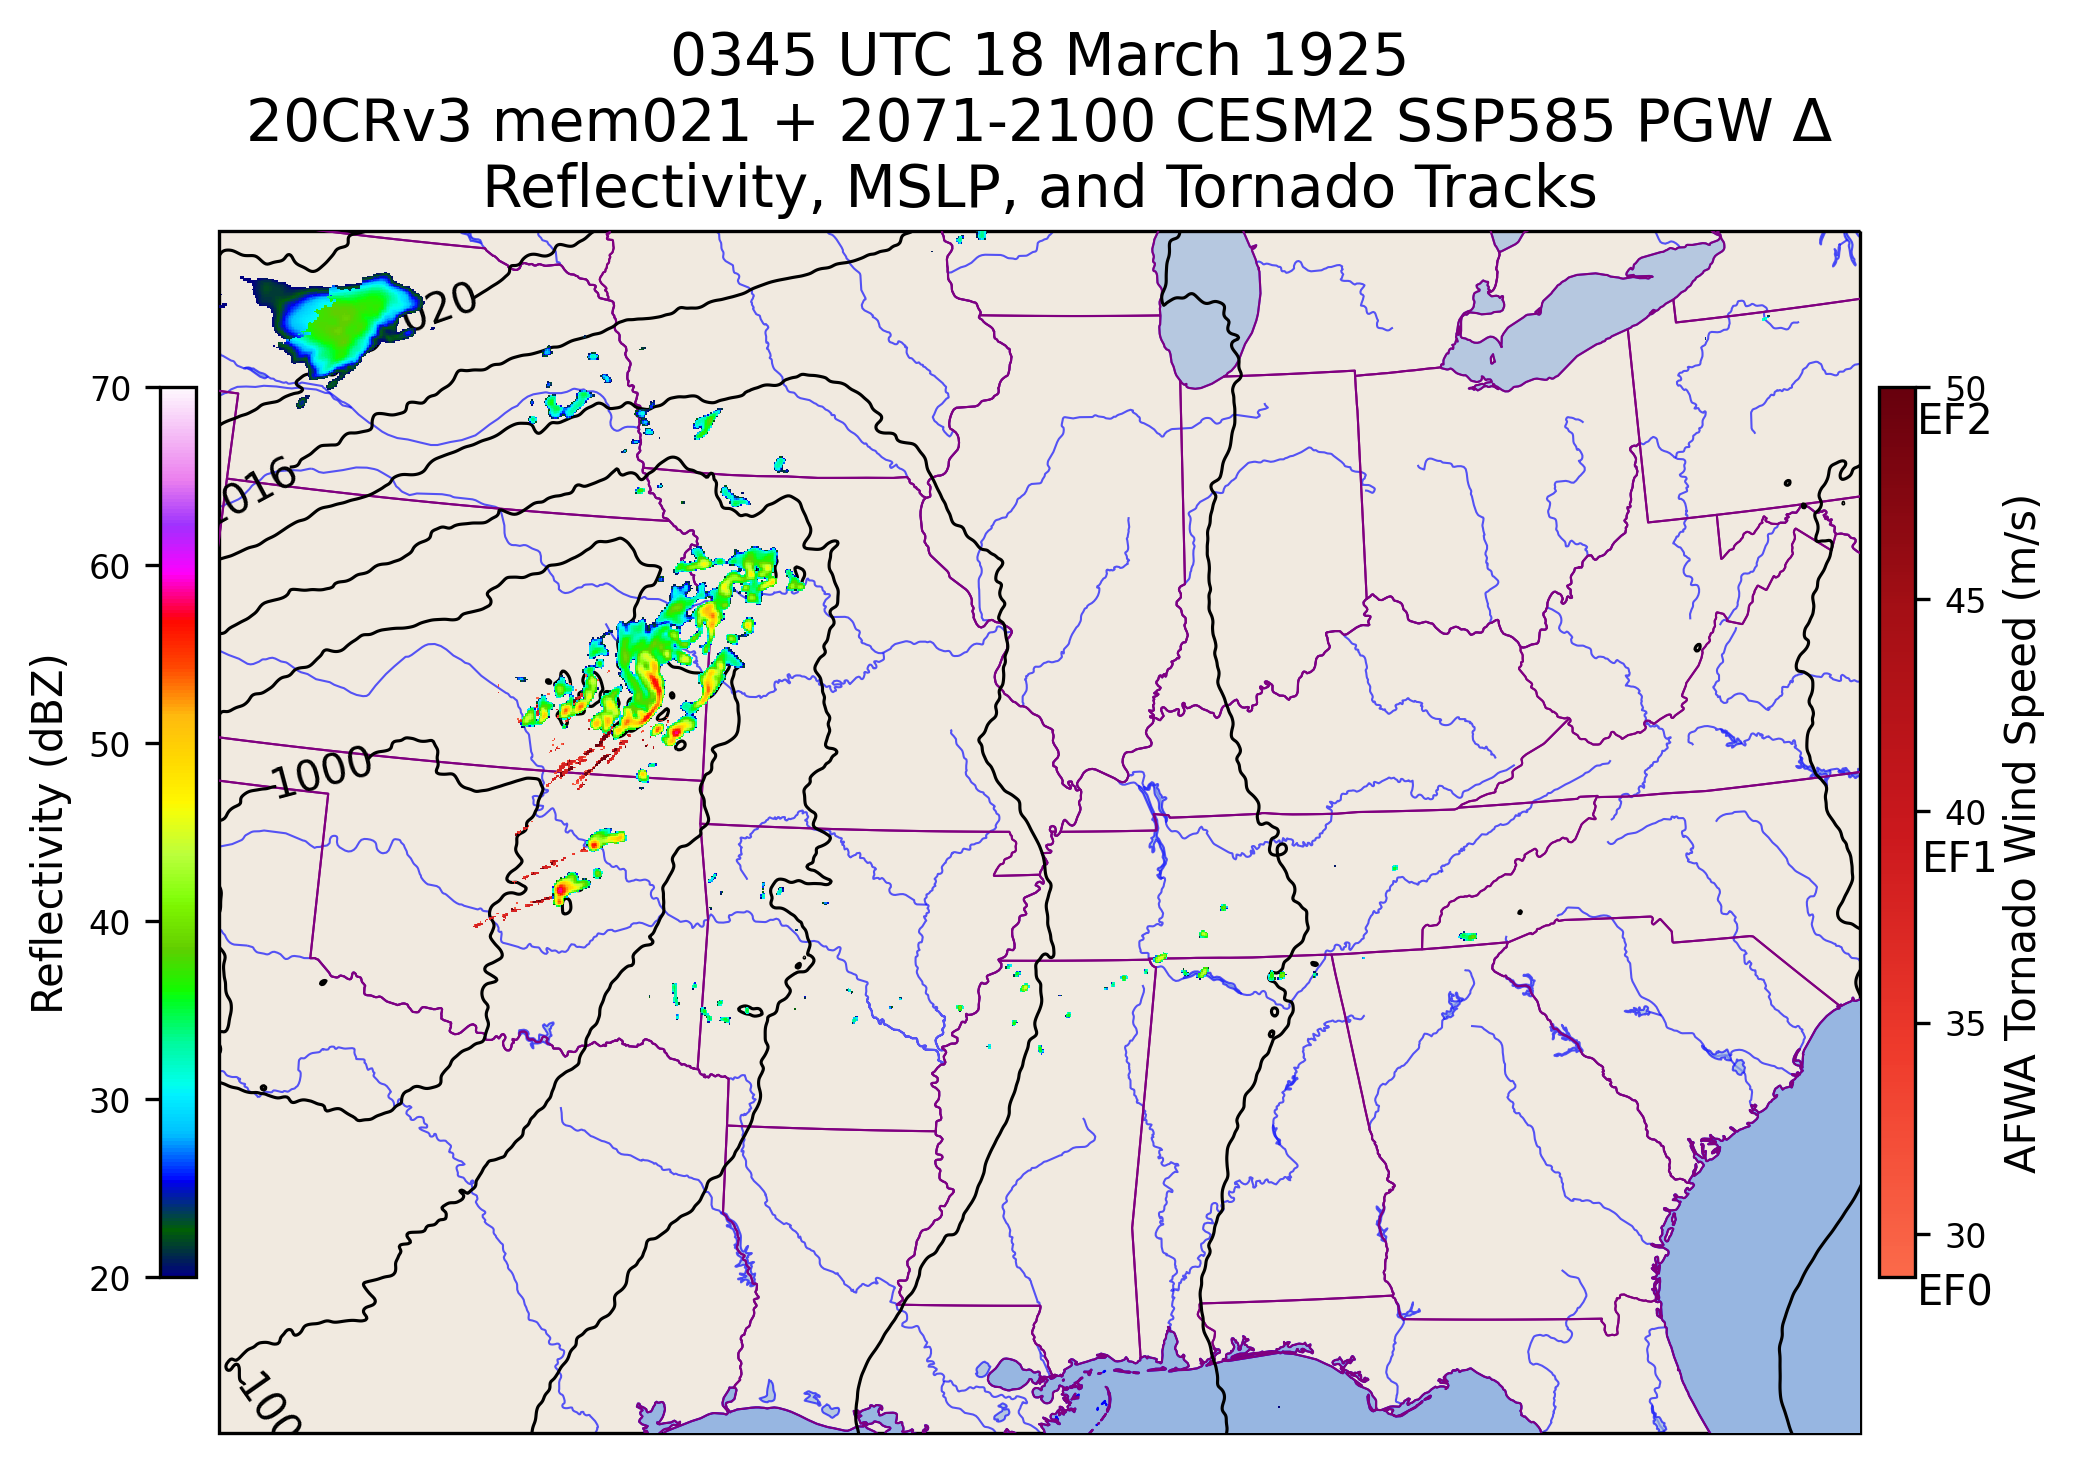 0345 UTC 18 March 1925
20CRv3 mem021 + 2071-2100 CESM2 SSP585 PGW Δ
Reflectivity, MSLP, and Tornado Tracks
020
016
1000
100
70
60
50
40
30
20
Reflectivity (dBZ)
50
EF2
45
40
EF1
35
30
EF0
AFWA Tornado Wind Speed (m/s)